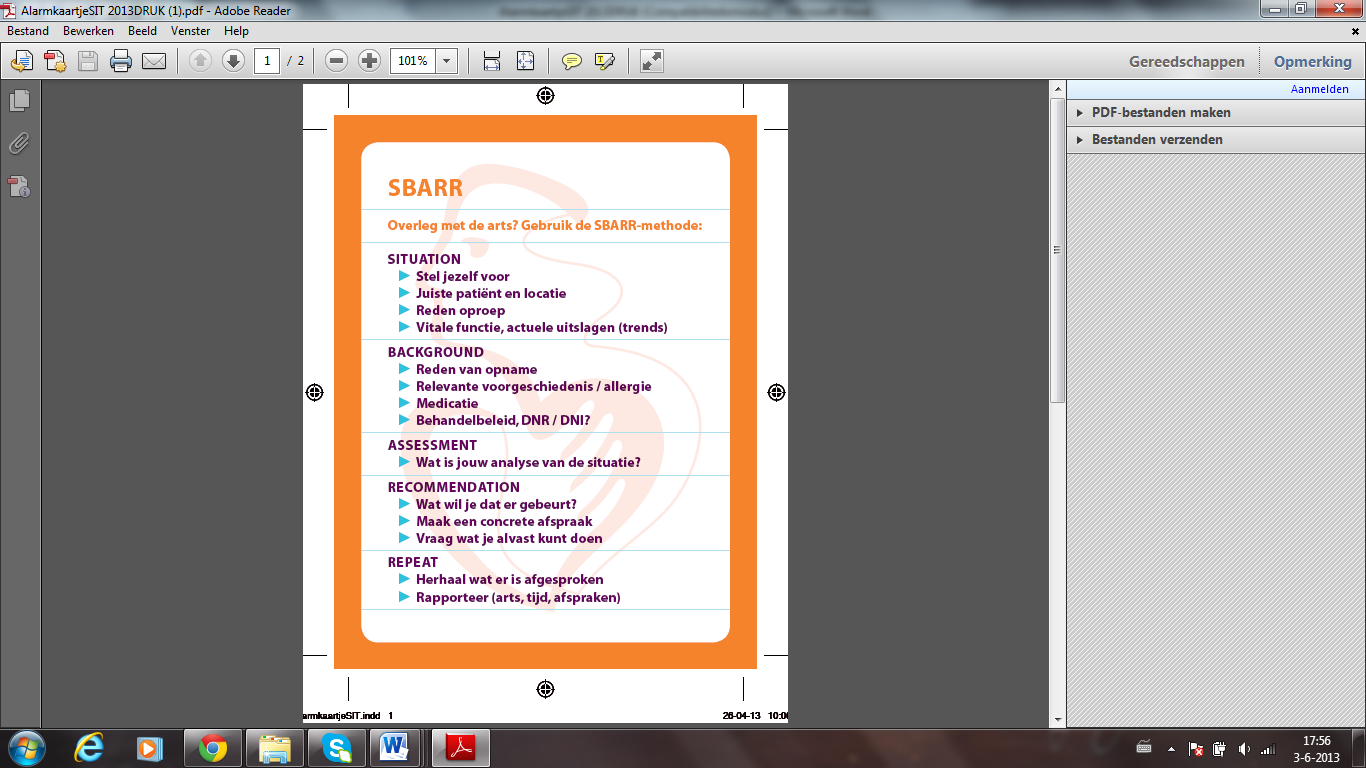 AlarmkaartjeSIT 2013DRUK (1).pdf - Adobe Reader
Bestand Bewerken Beeld Venster Help
1 / 2 101% Gereedschappen Opmerking
Aanmelden
PDF-bestanden maken
Bestanden verzenden
SBARR
Overleg met de arts? Gebruik de SBARR-methode:
SITUATION
Stel jezelf voor
Juiste patiënt en locatie
Reden oproep
Vitale functie, actuele uitslagen (trends)
BACKGROUND
Reden van opname
Relevante voorgeschiedenis / allergie
Medicatie
Behandelbeleid, DNR / DNI?
ASSESSMENT
Wat is jouw analyse van de situatie?
RECOMMENDATION
Wat wil je dat er gebeurt?
Maak een concrete afspraak
Vraag wat je alvast kunt doen
REPEAT
Herhaal wat er is afgesproken
Rapporteer (arts, tijd, afspraken)
armkaartjeSIT.indd 1 26-04-13 10:0
17:56
3-6-2013